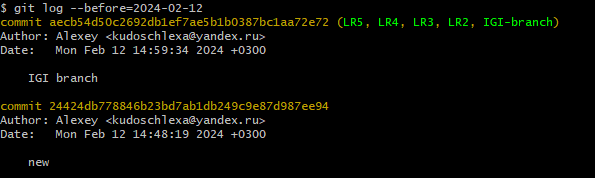 $ git log --before=2024-02-12
commit aecb54d50c2692db1ef7ae5b1b0387bc1aa72e72 (LR5, LR4, LR3, LR2, IGI-branch)
Author: Alexey <kudoschlexa@yandex.ru>
Date:   Mon Feb 12 14:59:34 2024 +0300
IGI branch
commit 24424db778846b23bd7ab1db249c9e87d987ee94
Author: Alexey <kudoschlexa@yandex.ru>
Date:   Mon Feb 12 14:48:19 2024 +0300
new